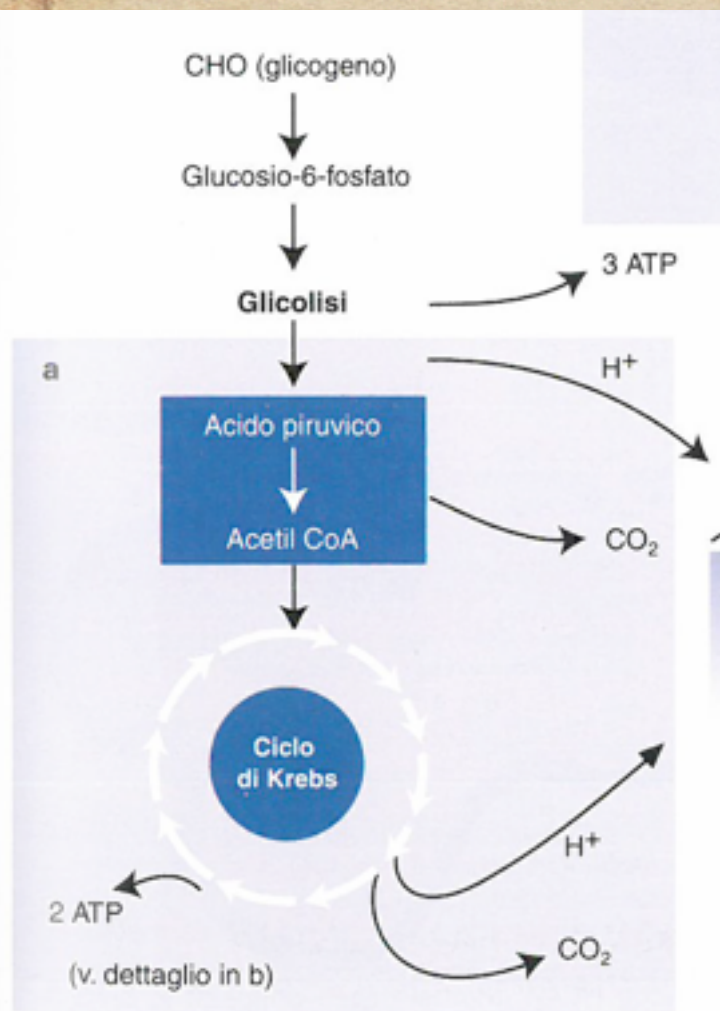 CHO (glicogeno)
Glucosio-6-fosfato
Glicolisi
3 ATP
a
H+
Acido piruvico
Acetil CoA
CO₂
Ciclo
di Krebs
H+
2 ATP
CO₂
(v. dettaglio in b)